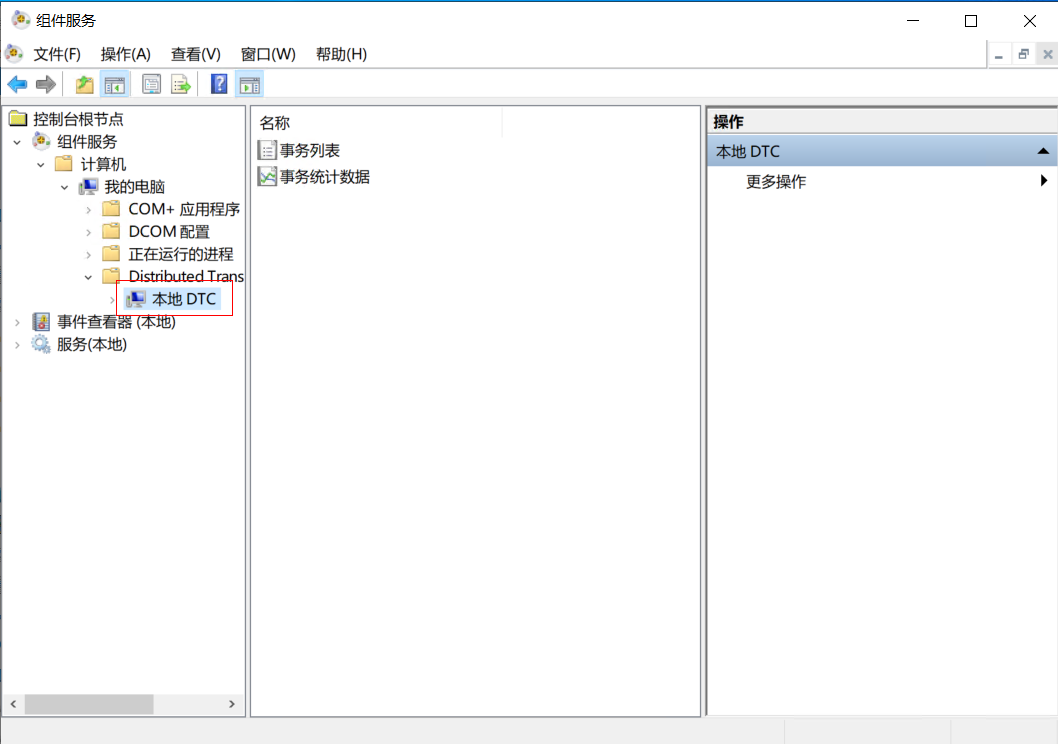 组件服务
文件(F) 操作(A) 查看(V) 窗口(W) 帮助(H)
控制台根节点
组件服务
计算机
我的电脑
COM+ 应用程序
DCOM 配置
正在运行的进程
Distributed Trans
本地 DTC
事件查看器 (本地)
服务(本地)
名称
事务列表
事务统计数据
操作
本地 DTC
更多操作